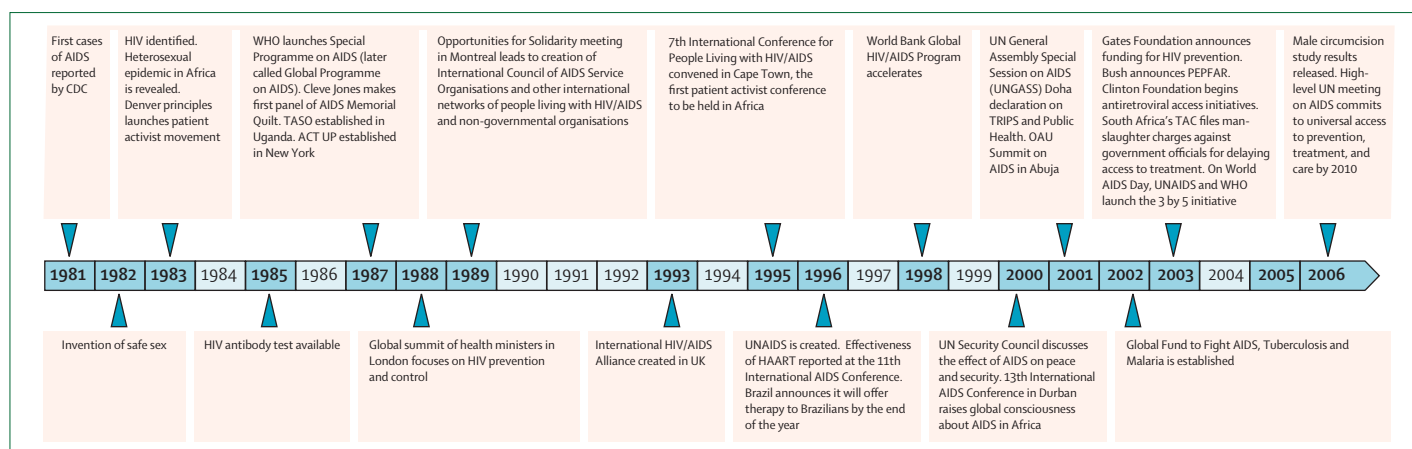 First cases
of AIDS
reported
by CDC
HIV identified.
Heterosexual
epidemic in Africa
is revealed.
Denver principles
launches patient
activist movement
WHO launches Special
Programme on AIDS (later
called Global Programme
on AIDS). Cleve Jones makes
first panel of AIDS Memorial
Quilt. TASO established in
Uganda. ACT UP established
in New York
Opportunities for Solidarity meeting
in Montreal leads to creation of
International Council of AIDS Service
Organisations and other international
networks of people living with HIV/AIDS
and non-governmental organisations
7th International Conference for
People Living with HIV/AIDS
convened in Cape Town, the
first patient activist conference
to be held in Africa
World Bank Global
HIV/AIDS Program
accelerates
UN General
Assembly Special
Session on AIDS
(UNGASS) Doha
declaration on
TRIPS and Public
Health. OAU
Summit on
AIDS in Abuja
Gates Foundation announces
funding for HIV prevention.
Bush announces PEPFAR.
Clinton Foundation begins
antiretroviral access initiatives.
South Africa's TAC files man-
slaughter charges against
government officials for delaying
access to treatment. On World
AIDS Day, UNAIDS and WHO
launch the 3 by 5 initiative
Male circumcision
study results
released. High-
level UN meeting
on AIDS commits
to universal access
to prevention,
treatment, and
care by 2010
1981 1982 1983 1984 1985 1986 1987 1988 1989 1990 1991 1992 1993 1994 1995 1996 1997 1998 1999 2000 2001 2002 2003 2004 2005 2006
Invention of safe sex
HIV antibody test available
Global summit of health ministers in
London focuses on HIV prevention
and control
International HIV/AIDS
Alliance created in UK
UNAIDS is created. Effectiveness
of HAART reported at the 11th
International AIDS Conference.
Brazil announces it will offer
therapy to Brazilians by the end
of the year
UN Security Council discusses
the effect of AIDS on peace
and security. 13th International
AIDS Conference in Durban
raises global consciousness
about AIDS in Africa
Global Fund to Fight AIDS, Tuberculosis and
Malaria is established